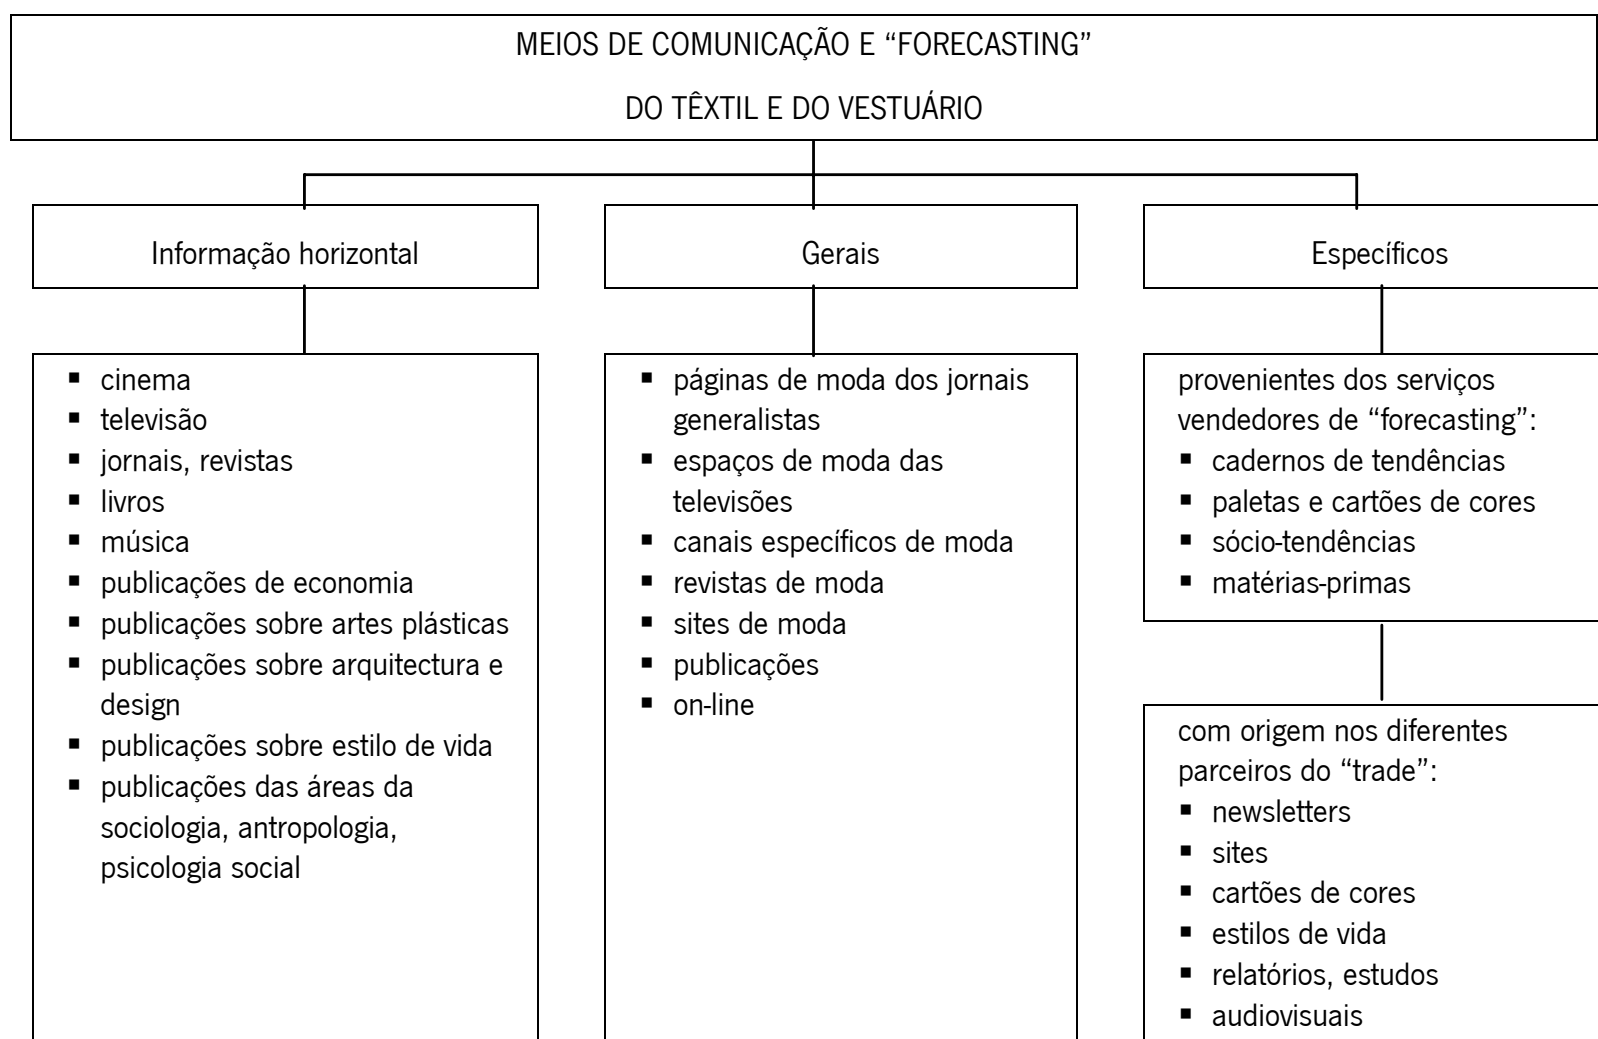 MEIOS DE COMUNICAÇÃO E “FORECASTING”
DO TÊXTIL E DO VESTUÁRIO
Informação horizontal
Gerais
Específicos
▪ cinema
▪ televisão
▪ jornais, revistas
▪ livros
▪ música
▪ publicações de economia
▪ publicações sobre artes plásticas
▪ publicações sobre arquitectura e
design
▪ publicações sobre estilo de vida
▪ publicações das áreas da
sociologia, antropologia,
psicologia social
▪ páginas de moda dos jornais
generalistas
▪ espaços de moda das
televisões
▪ canais específicos de moda
▪ revistas de moda
▪ sites de moda
▪ publicações
▪ on-line
provenientes dos serviços
vendedores de “forecasting”:
▪ cadernos de tendências
▪ paletas e cartões de cores
▪ sócio-tendências
▪ matérias-primas
com origem nos diferentes
parceiros do “trade”:
▪ newsletters
▪ sites
▪ cartões de cores
▪ estilos de vida
▪ relatórios, estudos
▪ audiovisuais